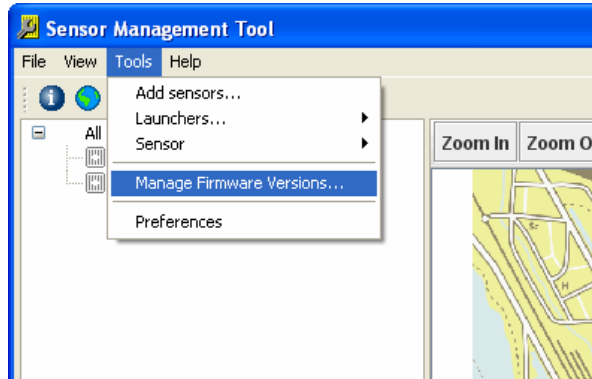 Sensor Management Tool
File View Tools Help
Add sensors...
Launchers...
Sensor
Manage Firmware Versions...
Preferences
All
Zoom In Zoom O
Sr
H